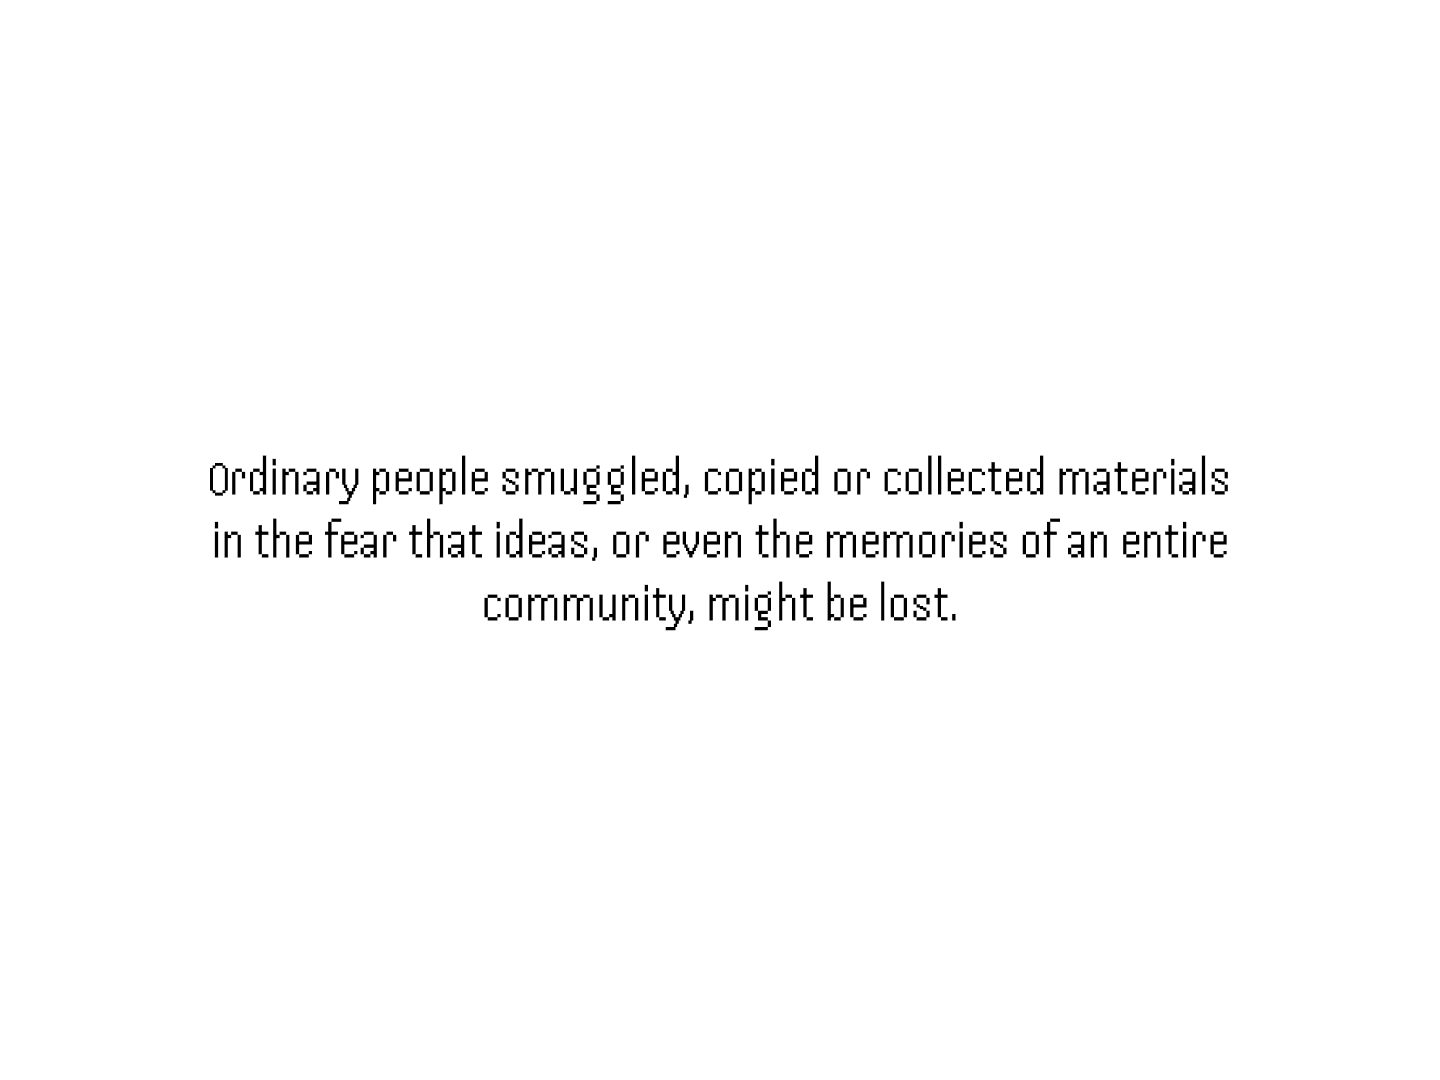 Ordinary people smuggled, copied or collected materials
in the fear that ideas, or even the memories of an entire
community, might be lost.